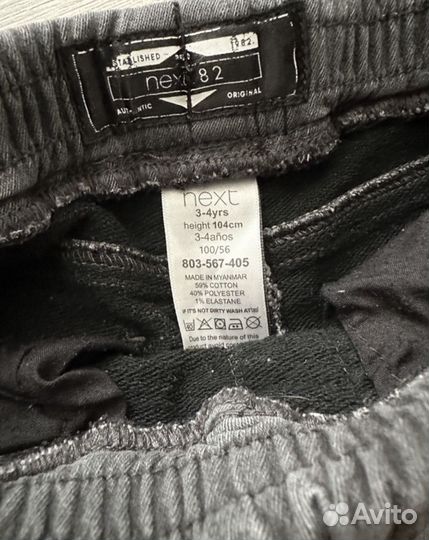 ESTABLISHED
1982.
next 82
AUTHENTIC
ORIGINAL
next
3-4yrs
height 104cm
3-4años
100/56
803-567-405
MADE IN MYANMAR
59% COTTON
40% POLYESTER
1% ELASTANE
IF IT'S NOT DIRTY WASH AT 30
Due to the nature of this
product avoid
Avito